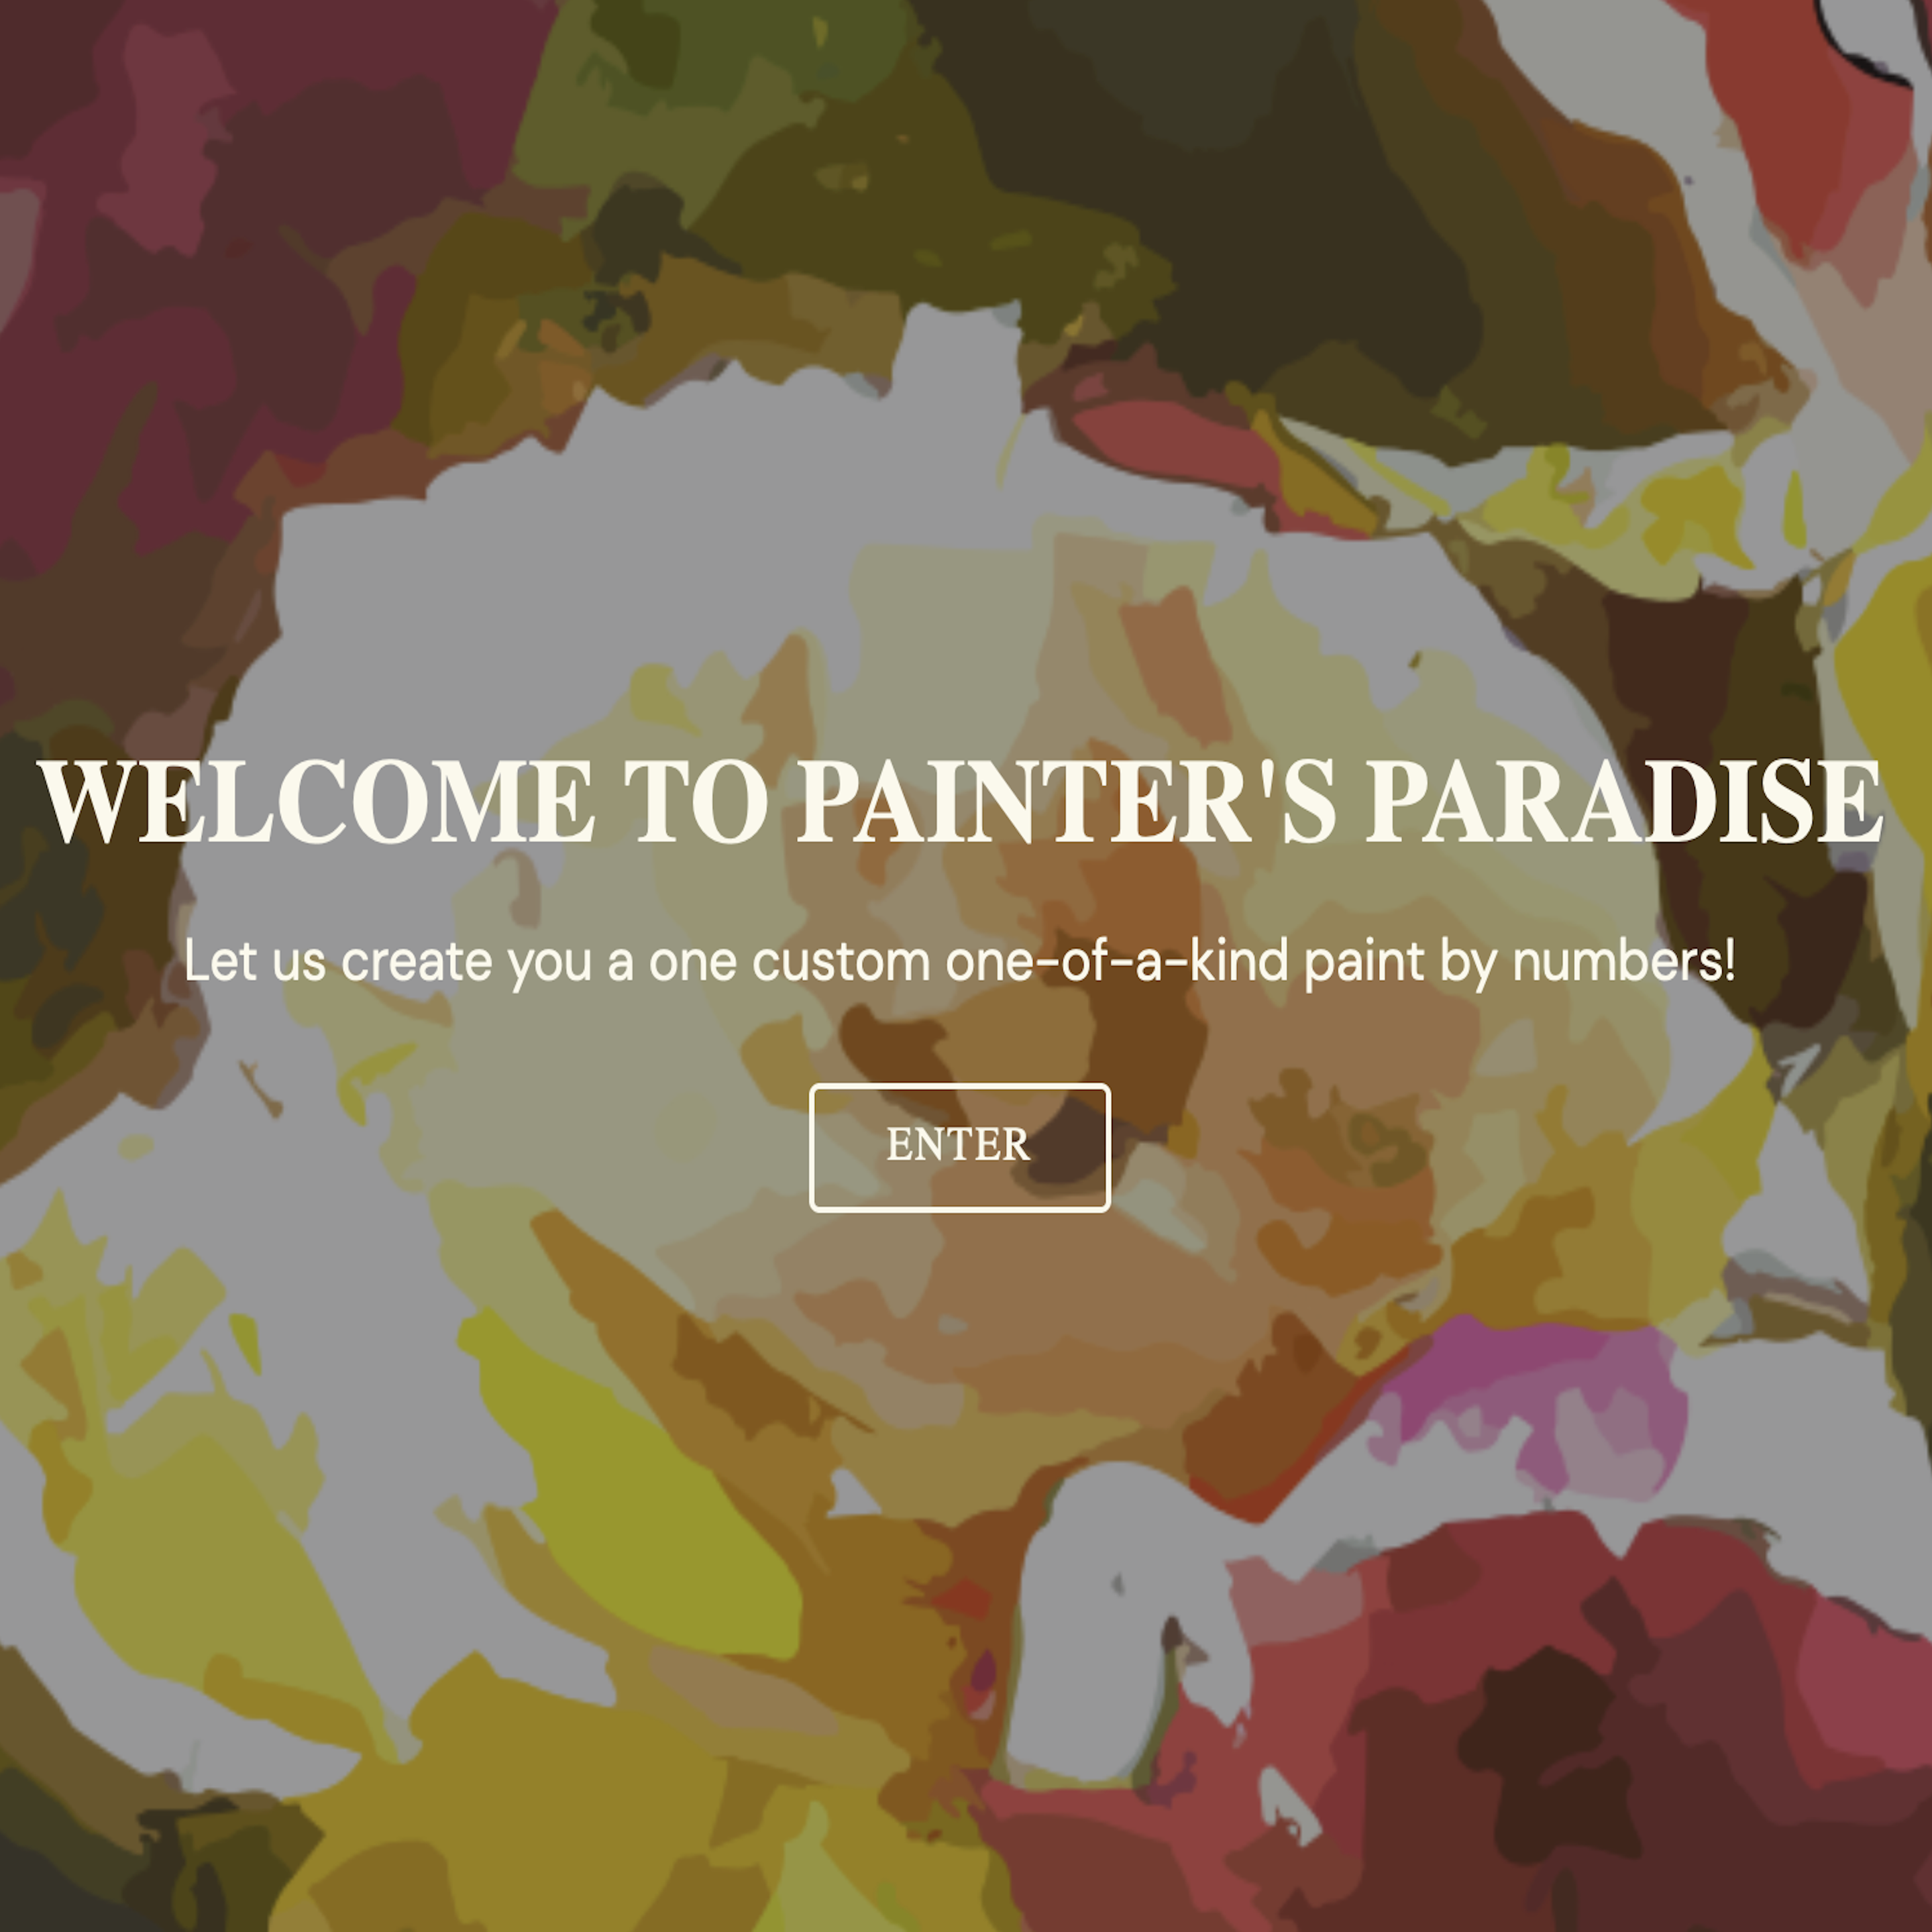 WELCOME TO PAINTER'S PARADISE
Let us create you a one custom one-of-a-kind paint by numbers!
ENTER